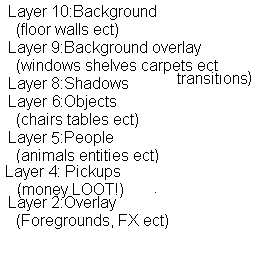 Layer 10:Background
(floor walls ect)
Layer 9:Background overlay
(windows shelves carpets ect
transitions)
Layer 8:Shadows
Layer 6:Objects
(chairs tables ect)
Layer 5:People
(animals entities ect)
Layer 4: Pickups
(money LOOT!)
Layer 2:Overlay
(Foregrounds, FX ect)